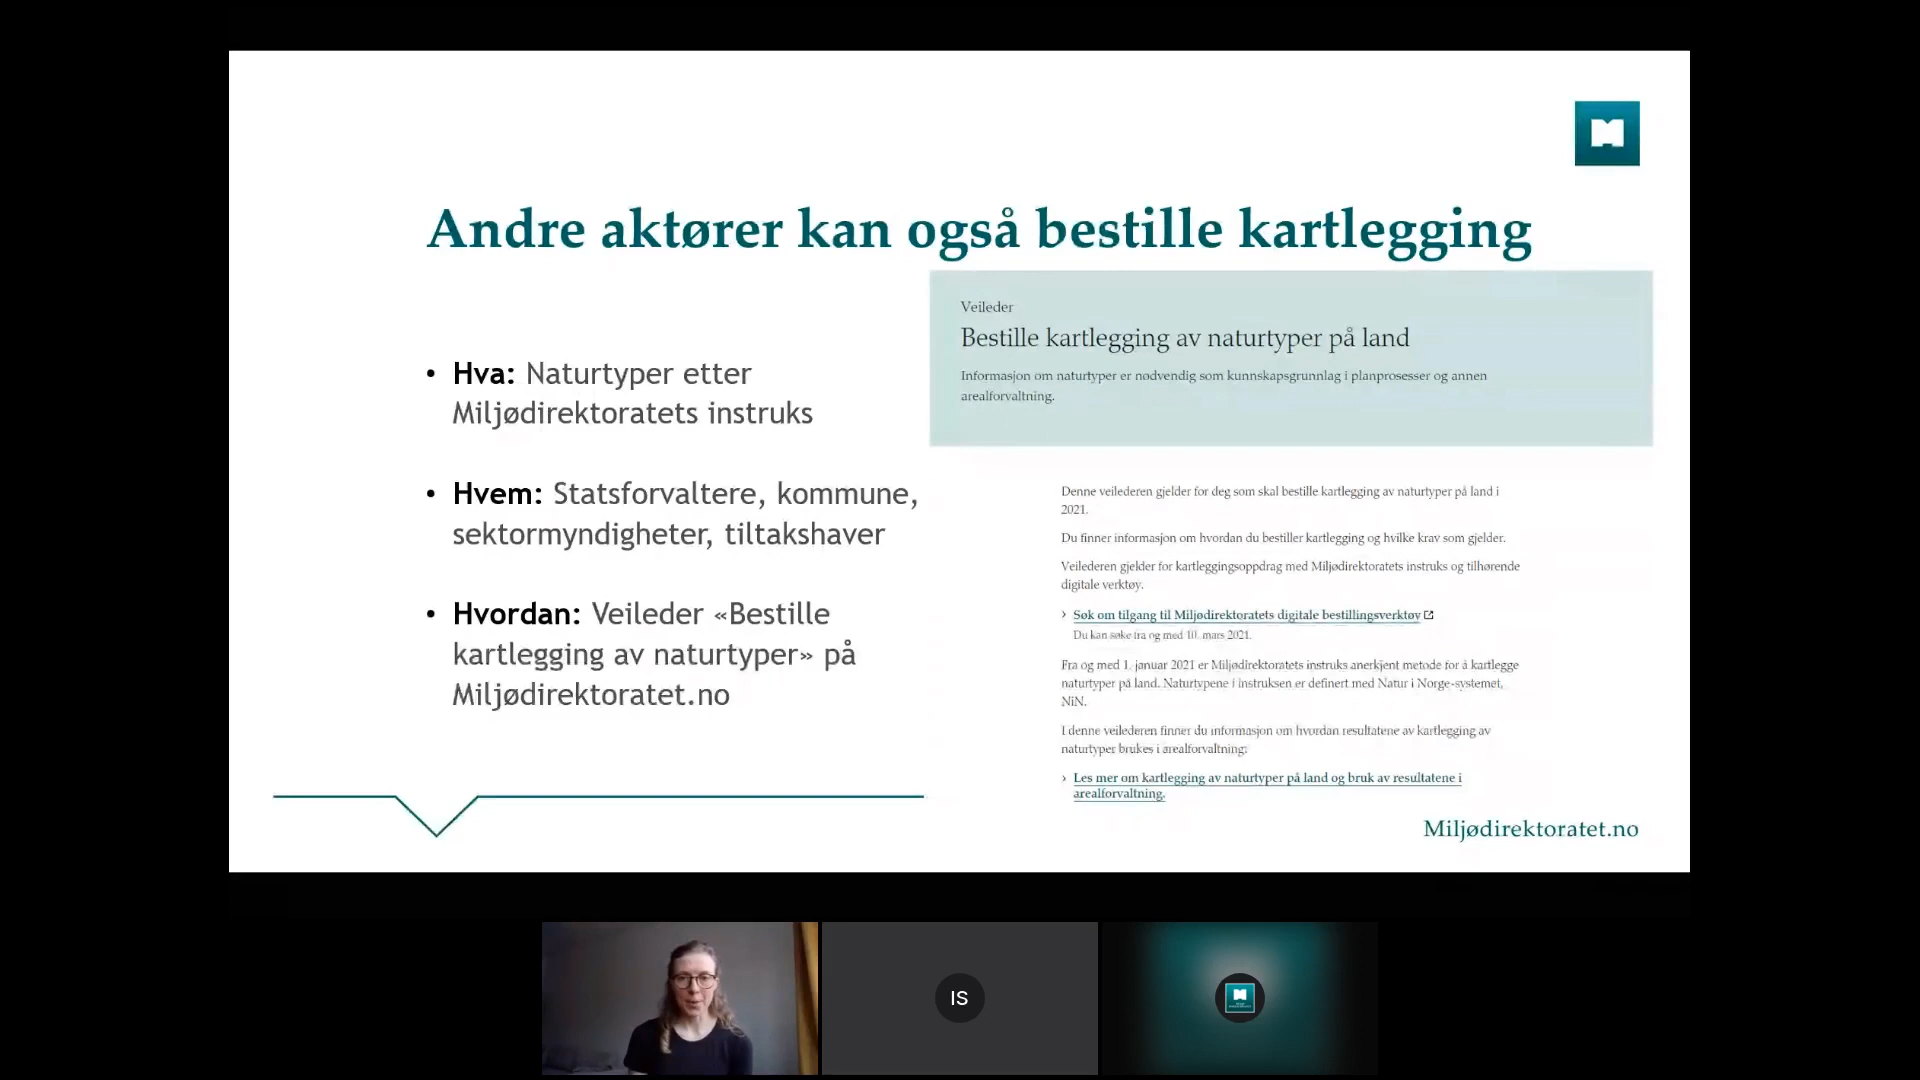 Andre aktører kan også bestille kartlegging
• Hva: Naturtyper etter
Miljødirektoratets instruks
• Hvem: Statsforvaltere, kommune,
sektormyndigheter, tiltakshaver
• Hvordan: Veileder «Bestille
kartlegging av naturtyper» på
Miljødirektoratet.no
Veileder
Bestille kartlegging av naturtyper på land
Informasjon om naturtyper er nødvendig som kunnskapsgrunnlag i planprosesser og annen
arealforvaltning.
Denne veilederen gjelder for deg som skal bestille kartlegging av naturtyper på land i
2021.
Du finner informasjon om hvordan du bestiller kartlegging og hvilke krav som gjelder.
Veilederen gjelder for kartleggingsoppdrag med Miljødirektoratets instruks og tilhørende
digitale verktøy.
› Søk om tilgang til Miljødirektoratets digitale bestillingsverktøy
Du kan søke fra og med 10. mars 2021.
Fra og med 1. januar 2021 er Miljødirektoratets instruks anerkjent metode for å kartlegge
naturtyper på land. Naturtypene i instruksen er definert med Natur i Norge-systemet,
NiN.
I denne veilederen finner du informasjon om hvordan resultatene av kartlegging av
naturtyper brukes i arealforvaltning:
› Les mer om kartlegging av naturtyper på land og bruk av resultatene i
arealforvaltning.
Miljødirektoratet.no
IS